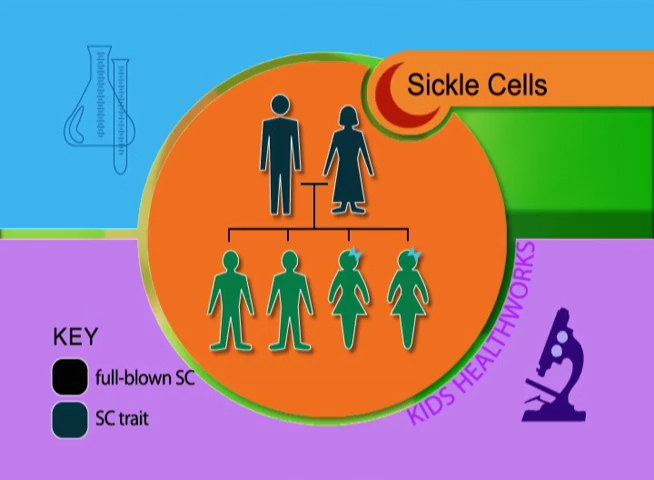 Sickle Cells
KIDS HEALTHWORKS
KEY
full-blown SC
SC trait